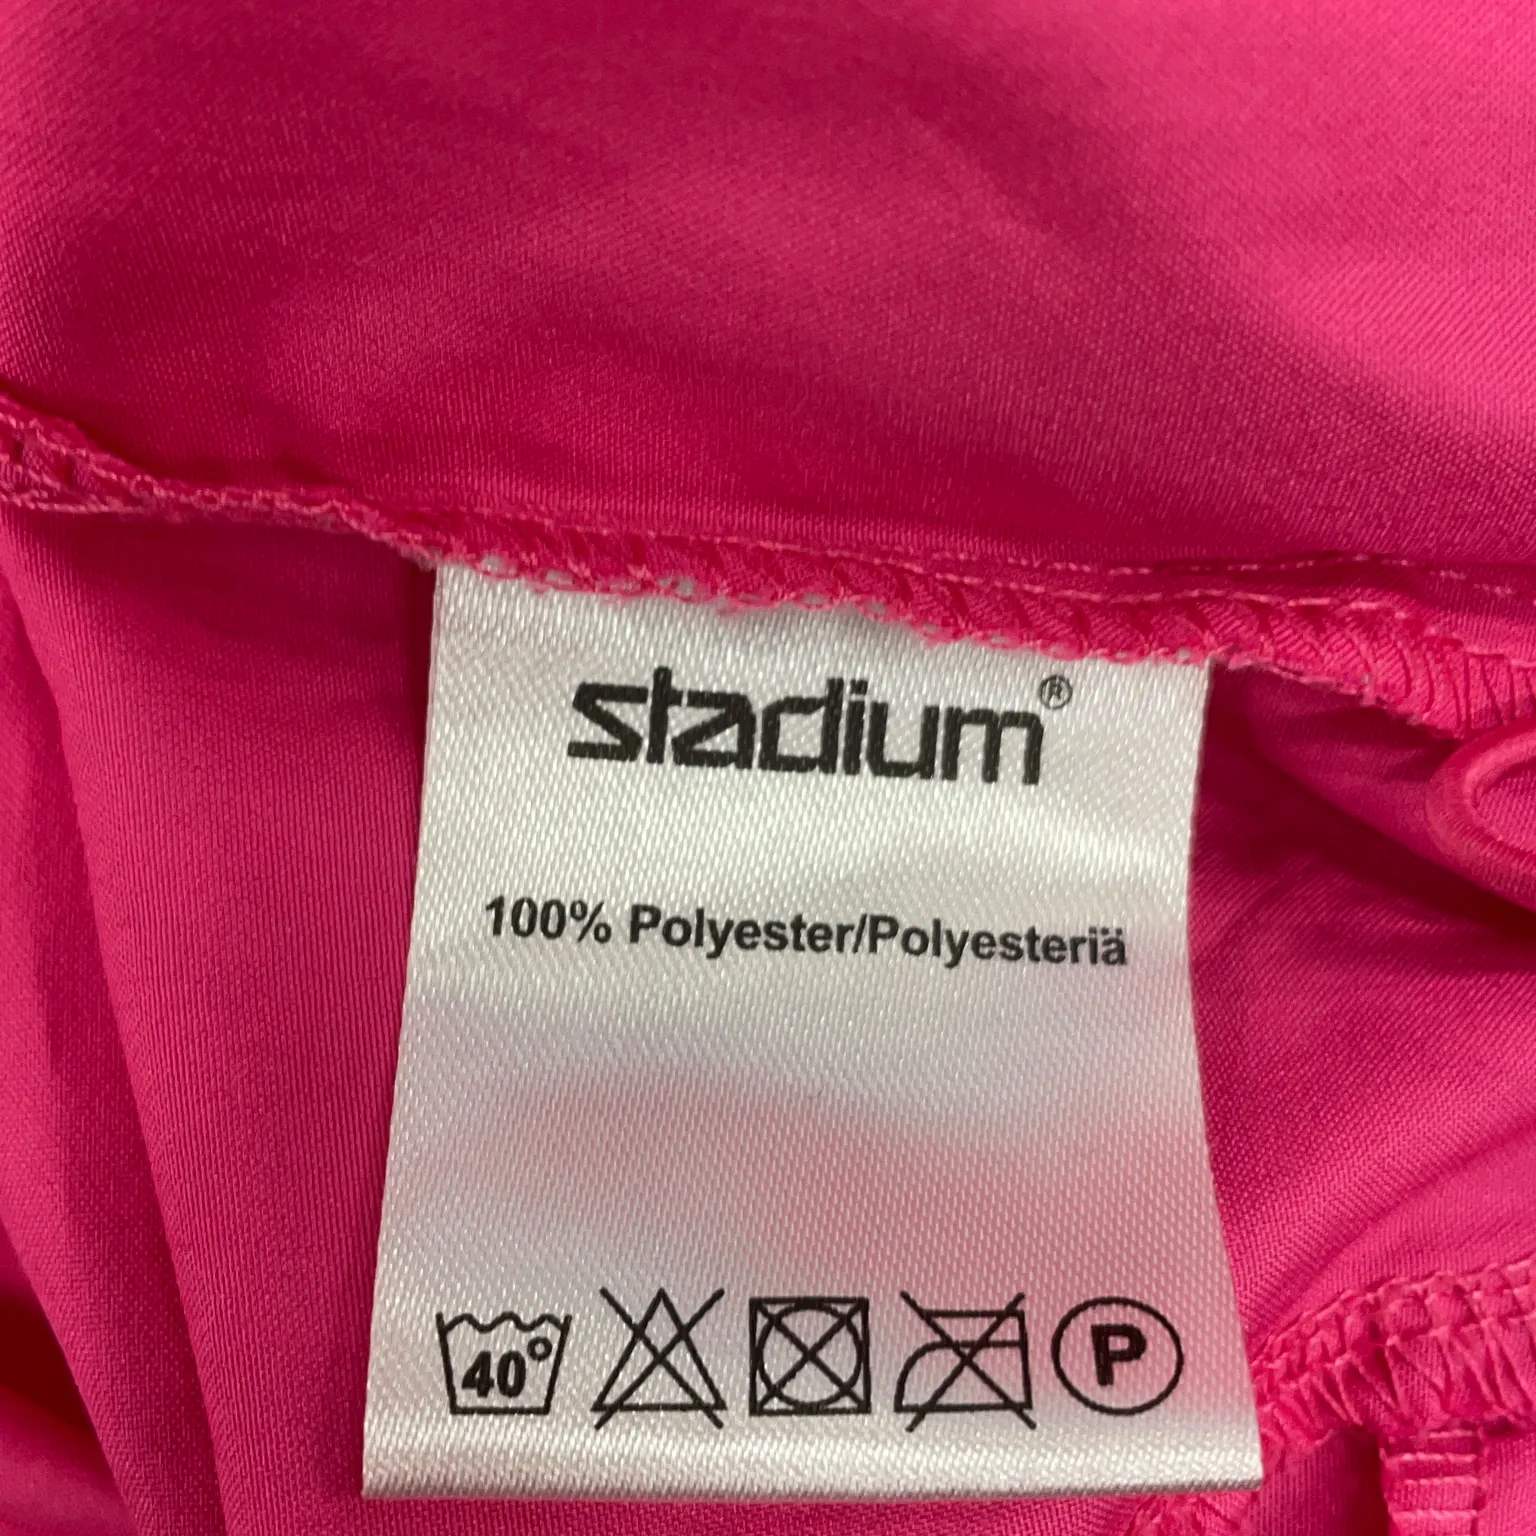 stadium®
100% Polyester/Polyesteriä
40° P